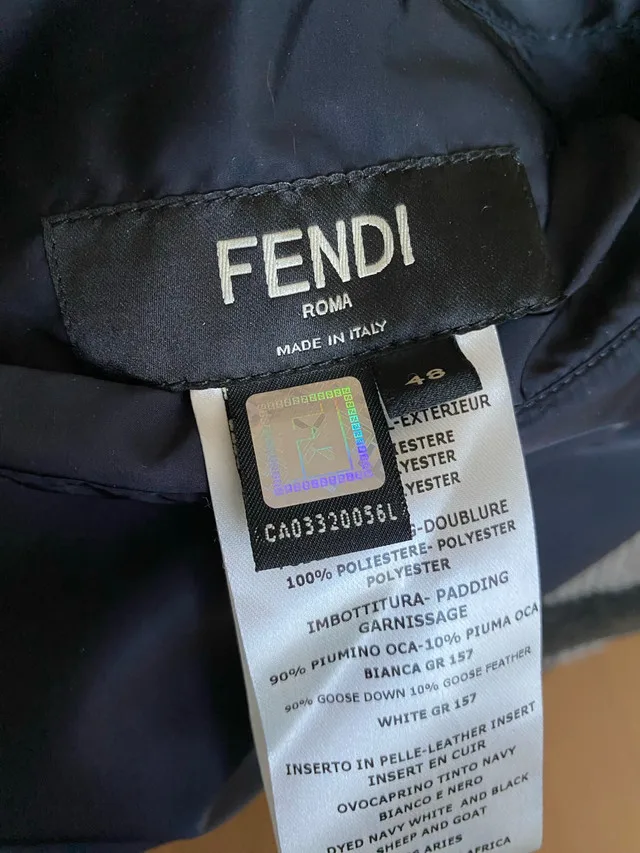 FENDI
ROMA
MADE IN ITALY
48
CA03320056L
-EXTERIEUR
IESTERE
YESTER
YESTER
-DOUBLURE
100% POLIESTERE- POLYESTER
POLYESTER
IMBOTTITURA- PADDING
GARNISSAGE
90% PIUMINO OCA-10% PIUMA OCA
BIANCA GR 157
90% GOOSE DOWN 10% GOOSE FEATHER
WHITE GR 157
INSERTO IN PELLE-LEATHER INSERT
INSERT EN CUIR
OVOCAPRINO TINTO NAVY
BIANCO E NERO
DYED NAVY WHITE AND BLACK
SHEEP AND GOAT
ARIES
AFRICA